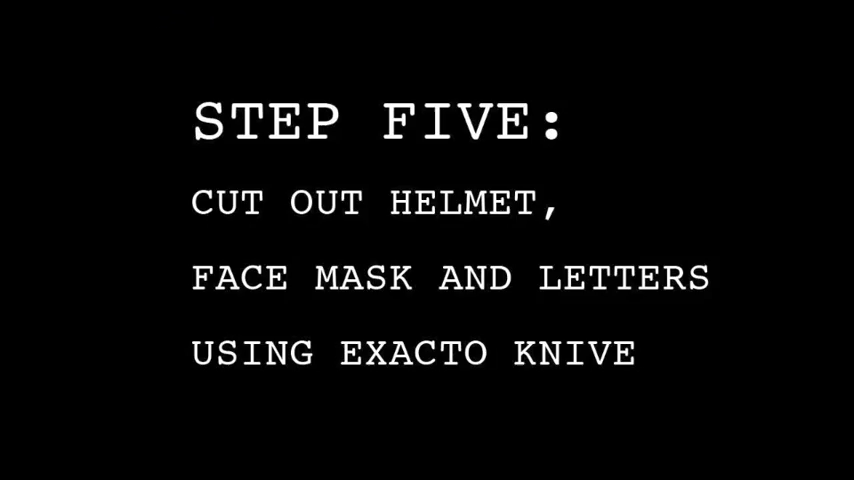 STEP FIVE:
CUT OUT HELMET,
FACE MASK AND LETTERS
USING EXACTO KNIVE